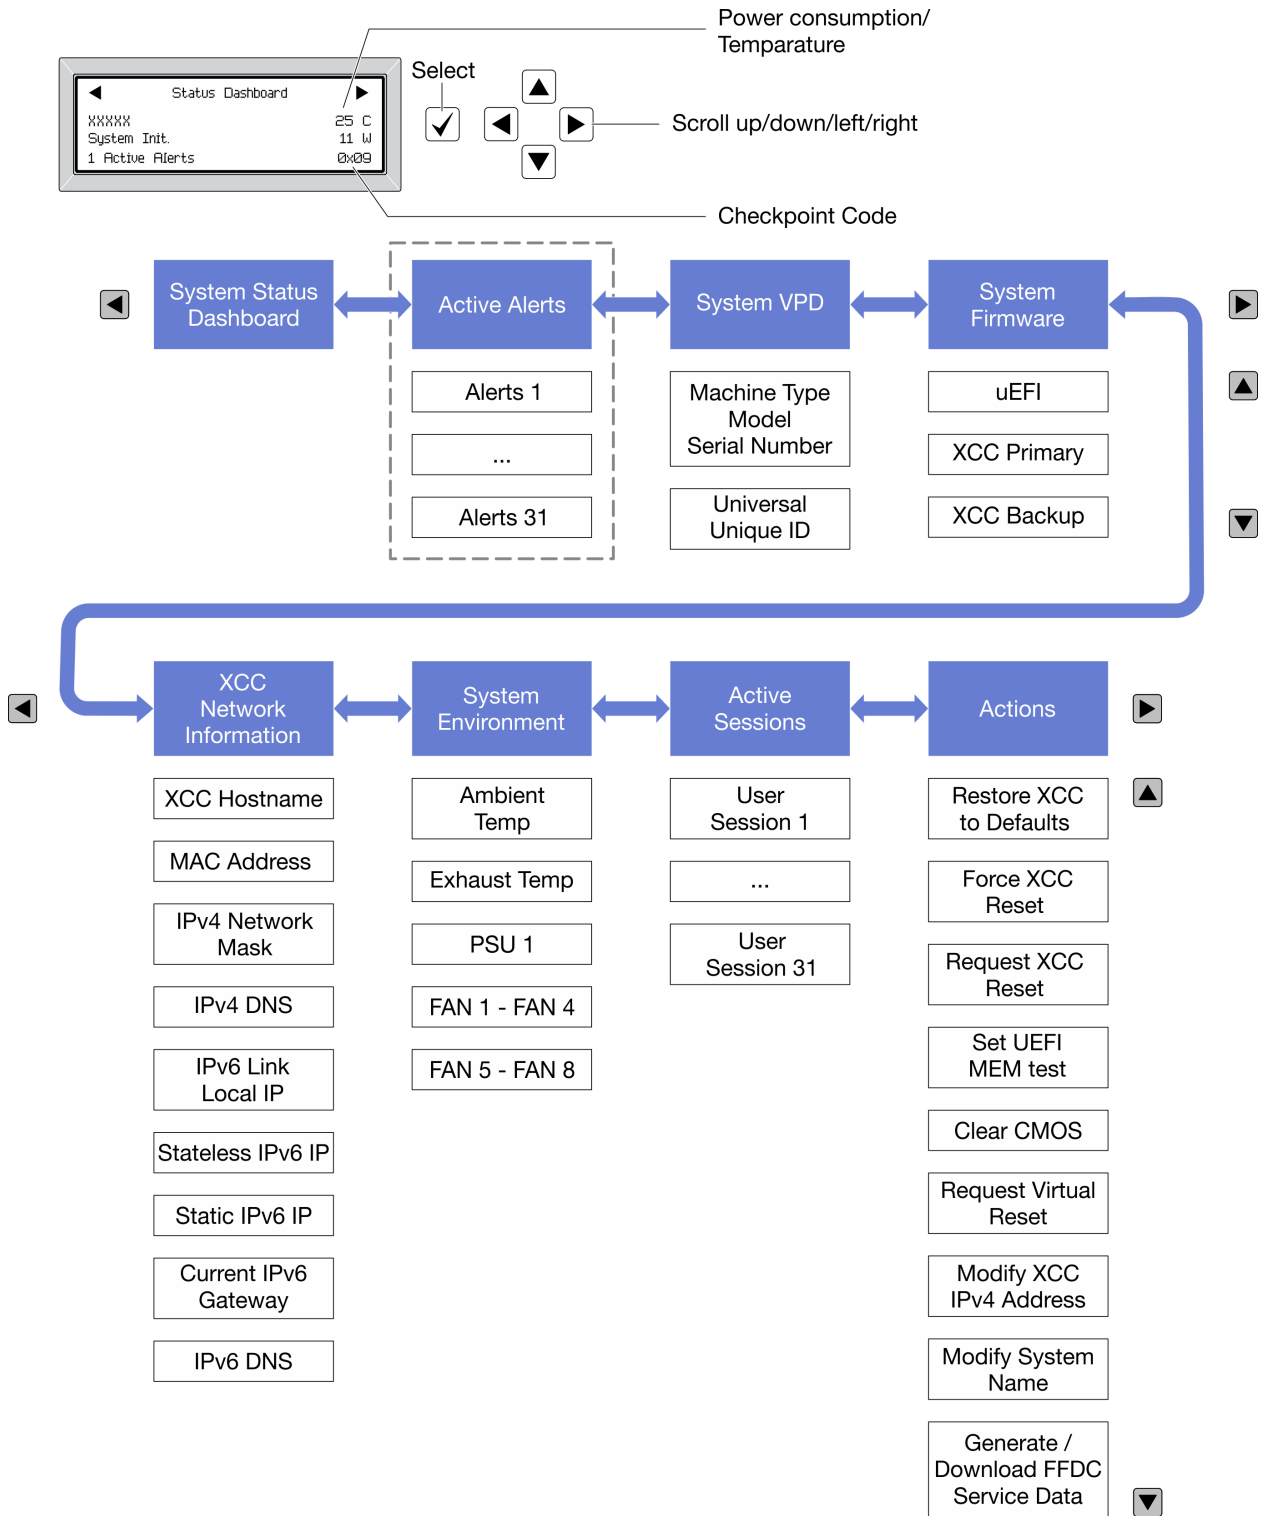 Power consumption/
Temparature
Select
Status Dashboard
XXXXX 25 C
System Init. 11 W
1 Active Alerts 0x09
Scroll up/down/left/right
Checkpoint Code
System Status
Dashboard
Active Alerts
System VPD
System
Firmware
Alerts 1
...
Alerts 31
Machine Type
Model
Serial Number
Universal
Unique ID
uEFI
XCC Primary
XCC Backup
XCC
Network
Information
System
Environment
Active
Sessions
Actions
XCC Hostname
MAC Address
IPv4 Network
Mask
IPv4 DNS
IPv6 Link
Local IP
Stateless IPv6 IP
Static IPv6 IP
Current IPv6
Gateway
IPv6 DNS
Ambient
Temp
Exhaust Temp
PSU 1
FAN 1 - FAN 4
FAN 5 - FAN 8
User
Session 1
...
User
Session 31
Restore XCC
to Defaults
Force XCC
Reset
Request XCC
Reset
Set UEFI
MEM test
Clear CMOS
Request Virtual
Reset
Modify XCC
IPv4 Address
Modify System
Name
Generate /
Download FFDC
Service Data